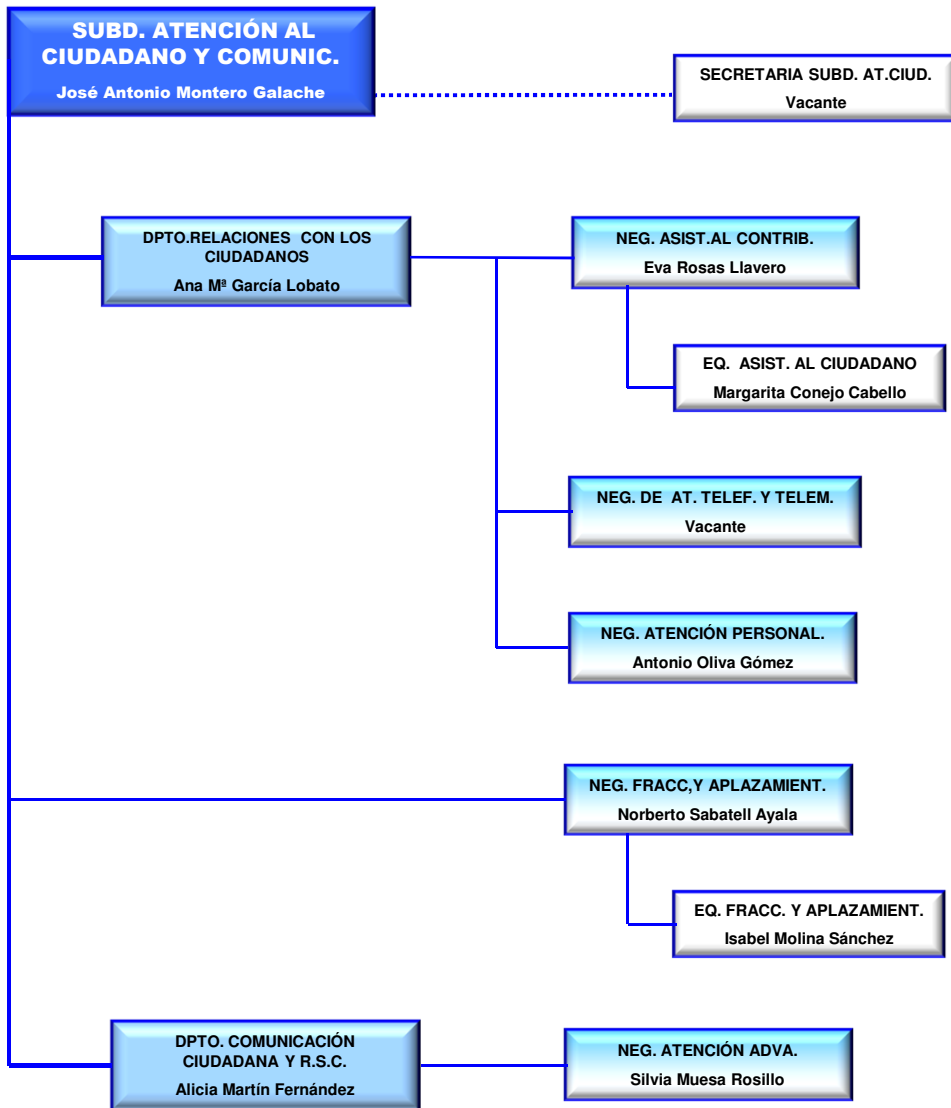 SUBD. ATENCIÓN AL
CIUDADANO Y COMUNIC.
José Antonio Montero Galache
SECRETARIA SUBD. AT.CIUD.
Vacante
DPTO.RELACIONES CON LOS
CIUDADANOS
Ana Mª García Lobato
NEG. ASIST.AL CONTRIB.
Eva Rosas Llavero
EQ. ASIST. AL CIUDADANO
Margarita Conejo Cabello
NEG. DE AT. TELEF. Y TELEM.
Vacante
NEG. ATENCIÓN PERSONAL.
Antonio Oliva Gómez
NEG. FRACC,Y APLAZAMIENT.
Norberto Sabatell Ayala
EQ. FRACC. Y APLAZAMIENT.
Isabel Molina Sánchez
DPTO. COMUNICACIÓN
CIUDADANA Y R.S.C.
Alicia Martín Fernández
NEG. ATENCIÓN ADVA.
Silvia Muesa Rosillo